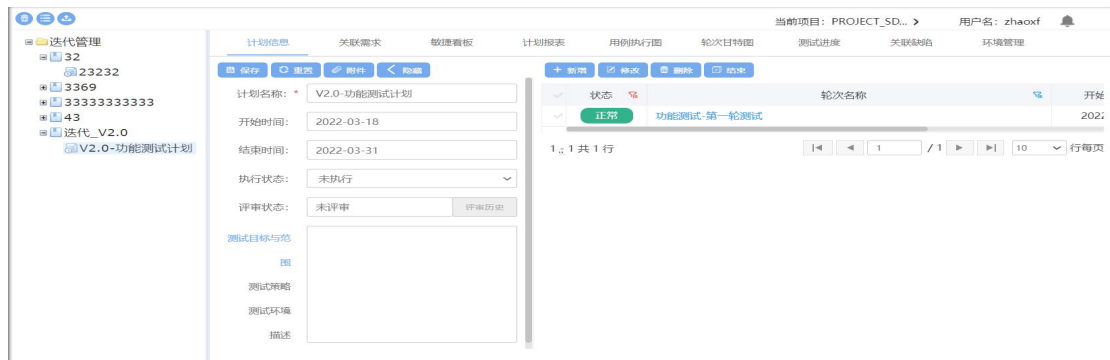 当前项目: PROJECT_SD... > 用户名: zhaoxf
迭代管理
32
23232
3369
33333333333
43
迭代_V2.0
V2.0-功能测试计划
计划信息 关联需求 敏捷看板 计划报表 用例执行图 轮次甘特图 测试进度 关联缺陷 环境管理
保存 重置 附件 隐藏
计划名称: * V2.0-功能测试计划
开始时间: 2022-03-18
结束时间: 2022-03-31
执行状态: 未执行
评审状态: 未评审 评审历史
测试目标与范
围
测试策略
测试环境
描述
新增 修改 删除 结束
状态 轮次名称 开始
正常 功能测试-第一轮测试 2022
1 .: 1 共 1 行 1 / 1 10 行每页